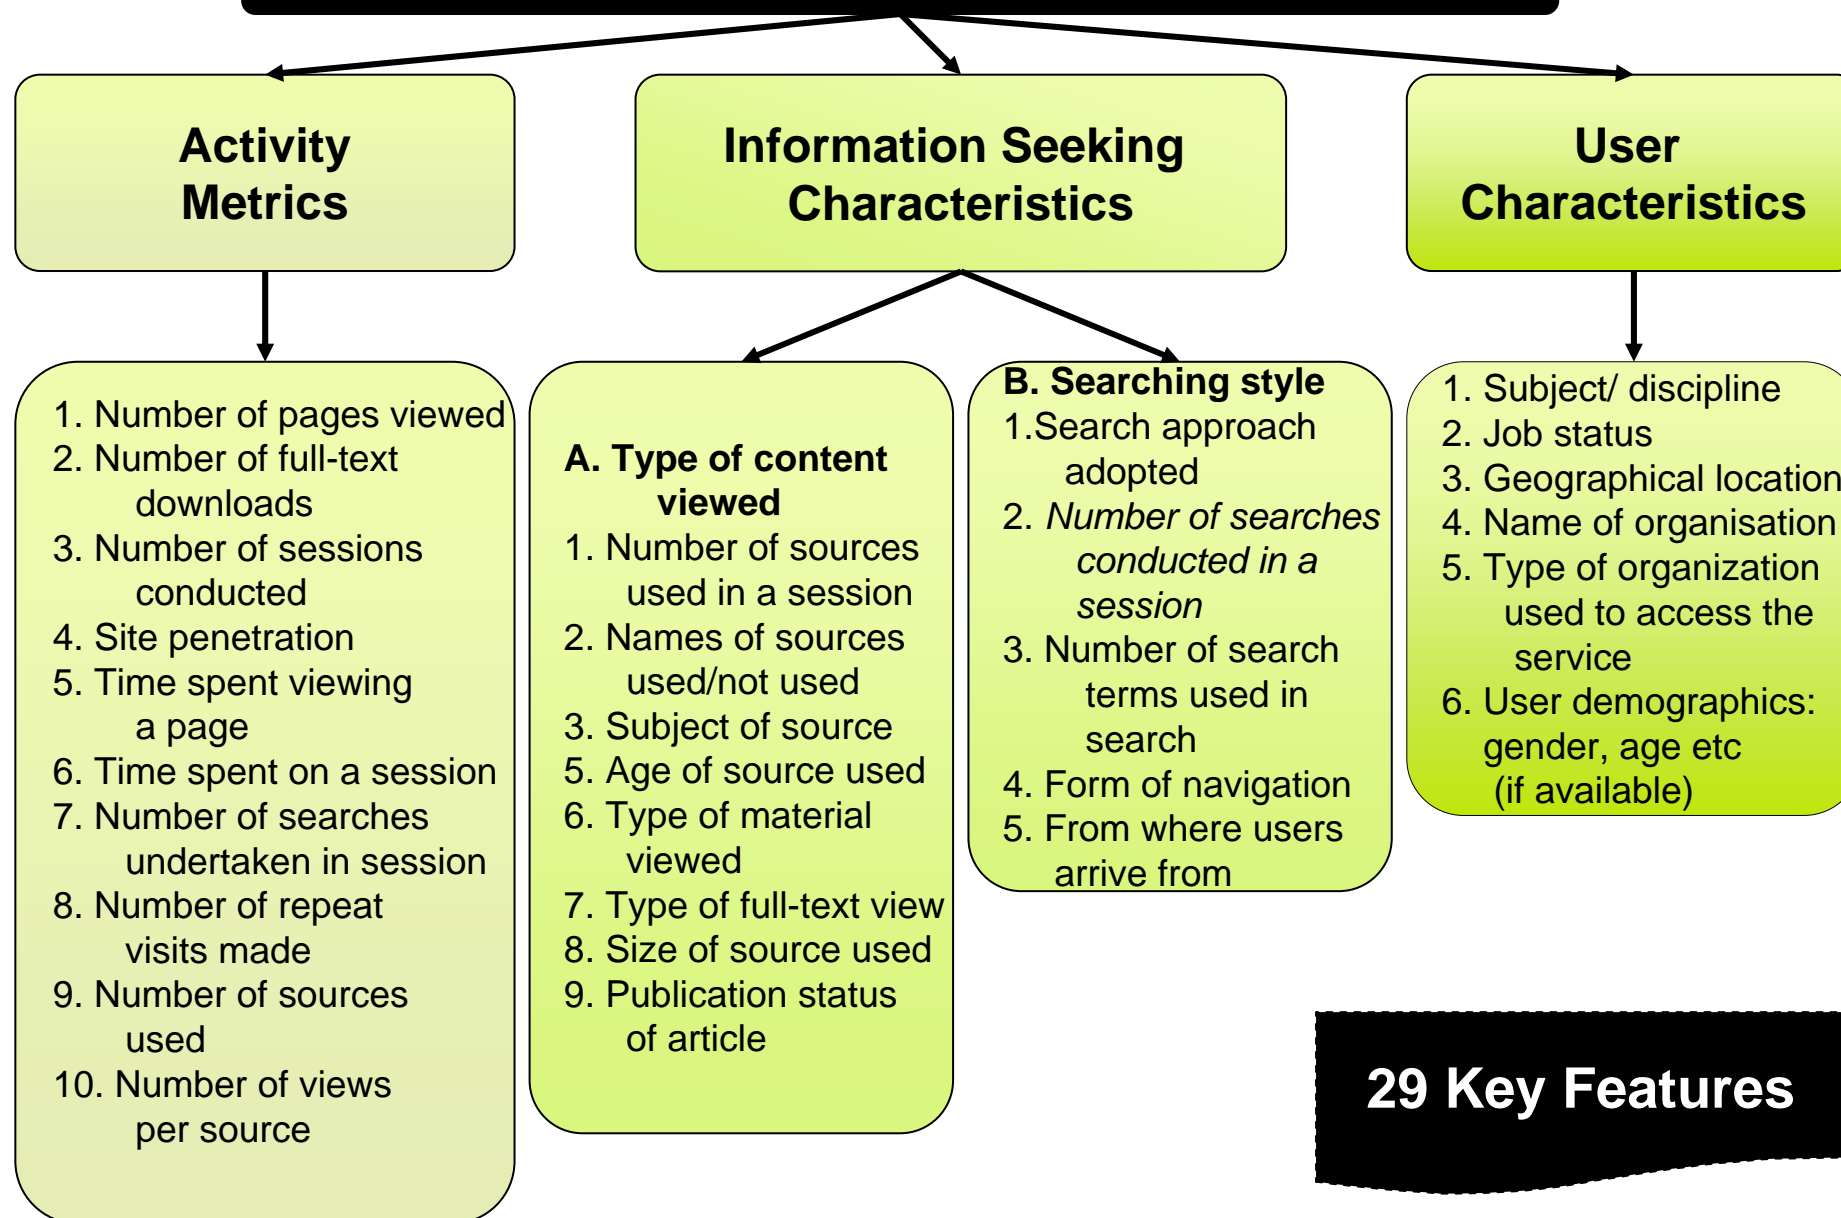 Activity
Metrics
Information Seeking
Characteristics
User
Characteristics
1. Number of pages viewed
2. Number of full-text
downloads
3. Number of sessions
conducted
4. Site penetration
5. Time spent viewing
a page
6. Time spent on a session
7. Number of searches
undertaken in session
8. Number of repeat
visits made
9. Number of sources
used
10. Number of views
per source
A. Type of content
viewed
1. Number of sources
used in a session
2. Names of sources
used/not used
3. Subject of source
5. Age of source used
6. Type of material
viewed
7. Type of full-text view
8. Size of source used
9. Publication status
of article
B. Searching style
1.Search approach
adopted
2. Number of searches
conducted in a
session
3. Number of search
terms used in
search
4. Form of navigation
5. From where users
arrive from
1. Subject/ discipline
2. Job status
3. Geographical location
4. Name of organisation
5. Type of organization
used to access the
service
6. User demographics:
gender, age etc
(if available)
29 Key Features